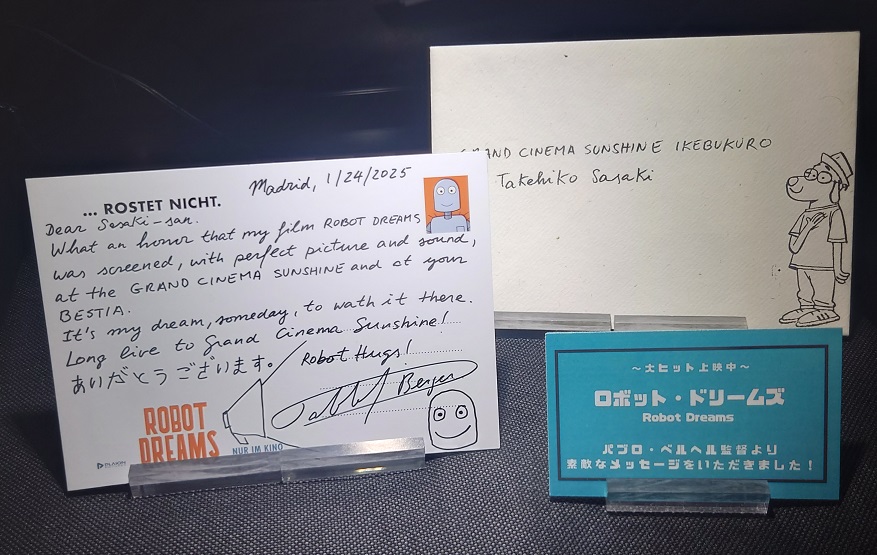 ... ROSTET NICHT.
Madrid, 1/24/2025
Dear Sasaki-san.
What an honor that my film ROBOT DREAMS
was screened, with perfect picture and sound,
at the GRAND CINEMA SUNSHINE and at your
BESTIA.
It's my dream, someday, to wath it there.
Long live to Grand Cinema Sunshine!
ありがとうございます。
Robot Hugs!
Berger
ROBOT
DREAMS
NUR IM KINO
PLAION
GRAND CINEMA SUNSHINE IKEBUKURO
Takehiko Sasaki
～大ヒット上映中～
ロボット・ドリームズ
Robot Dreams
パブロ・ベルヘル監督より
素敵なメッセージをいただきました！